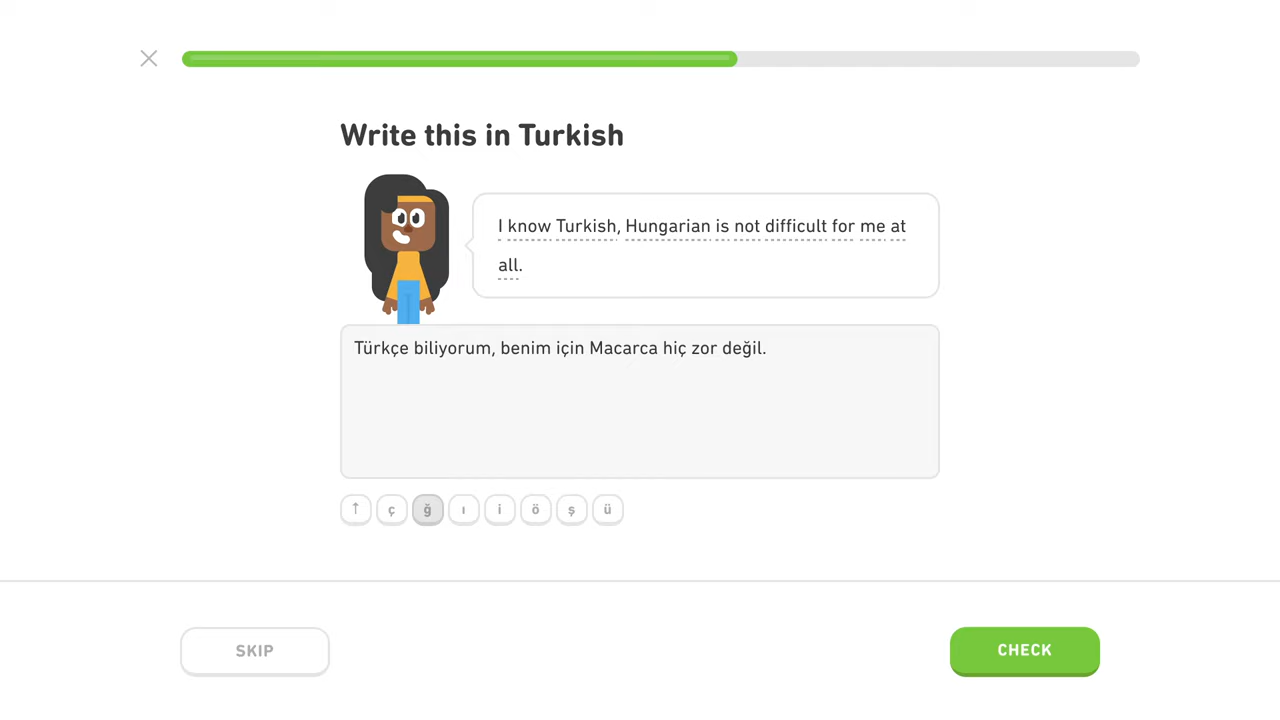 Write this in Turkish
I know Turkish, Hungarian is not difficult for me at
all.
Türkçe biliyorum, benim için Macarca hiç zor değil.
↑ ç ğ ı i ö ş ü
SKIP
CHECK